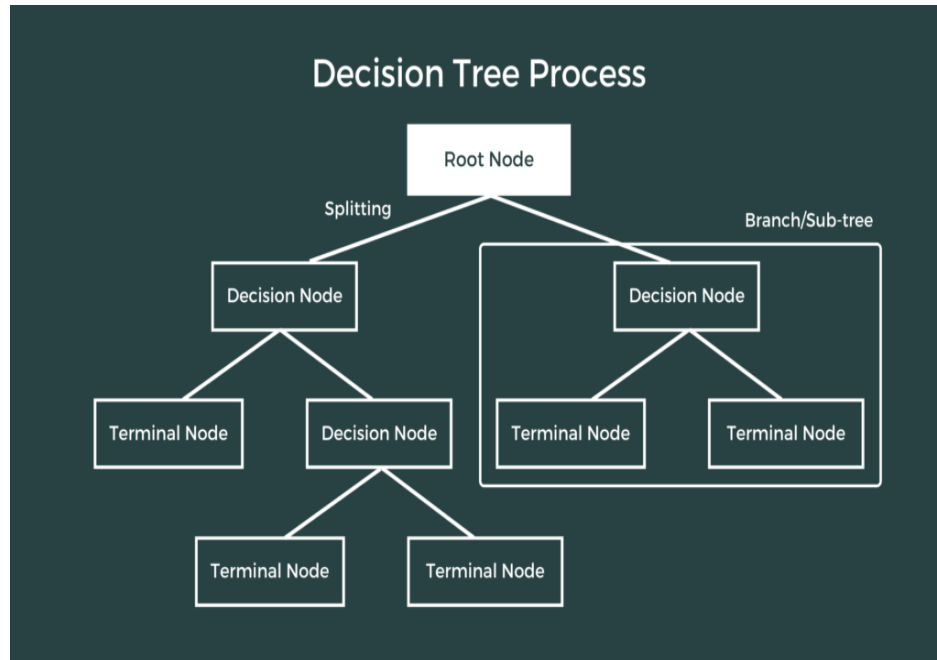 Decision Tree Process
Root Node
Splitting
Branch/Sub-tree
Decision Node
Decision Node
Terminal Node
Decision Node
Terminal Node
Terminal Node
Terminal Node
Terminal Node